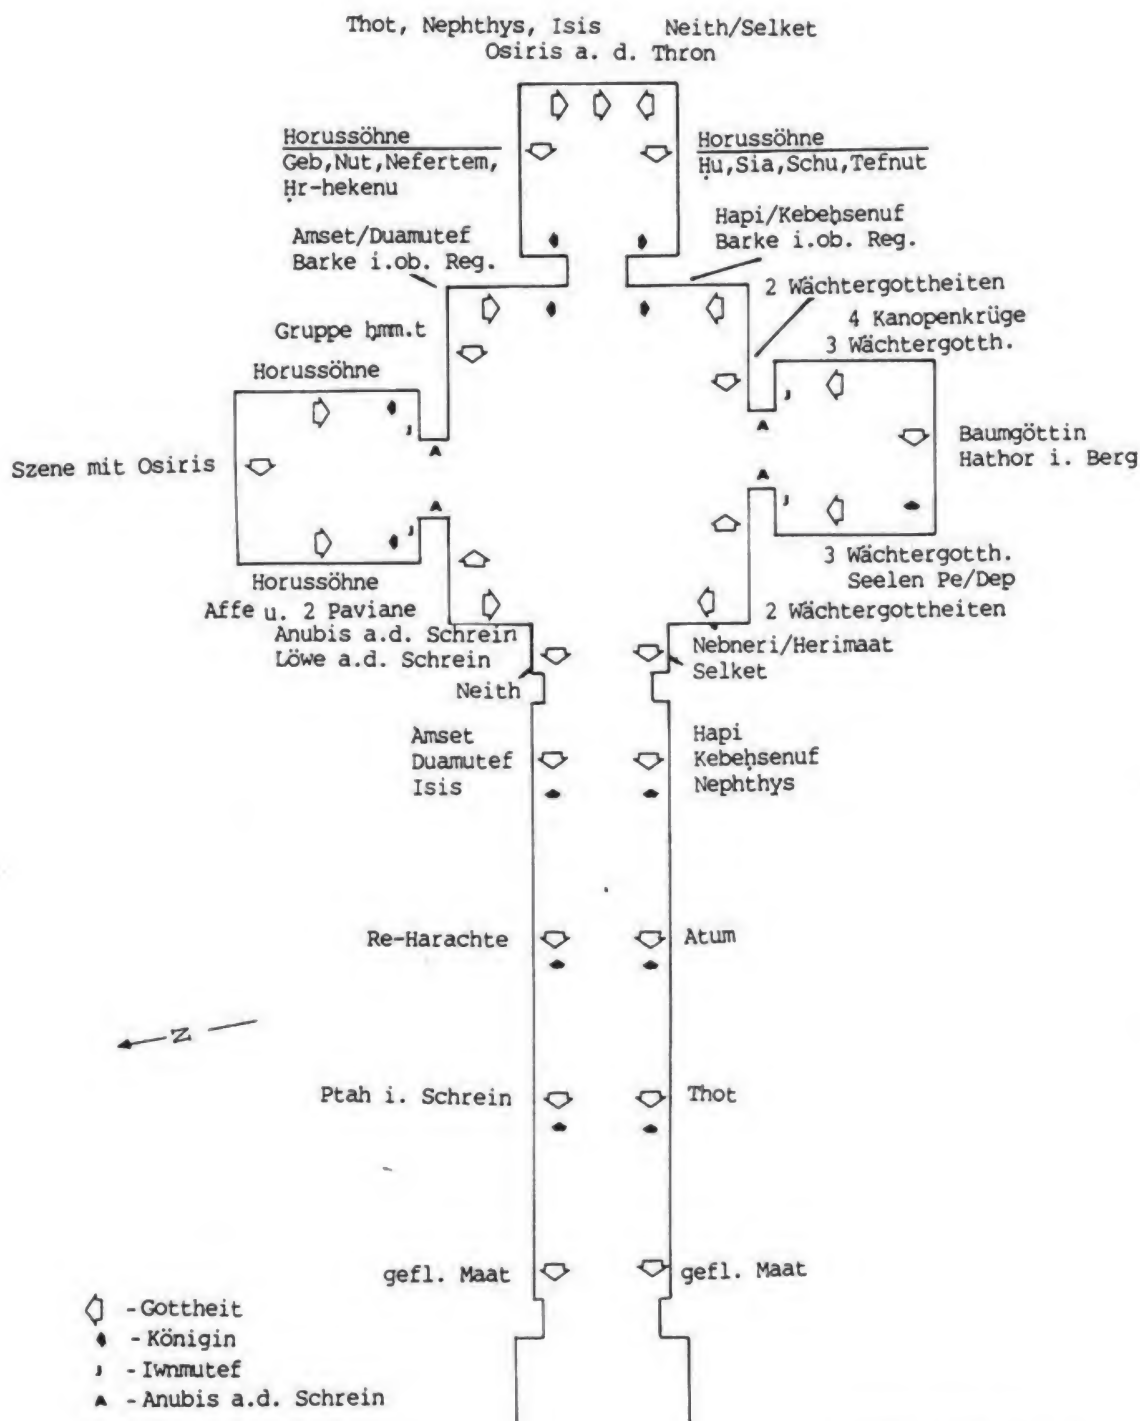 Thot, Nephthys, Isis Neith/Selket
Osiris a. d. Thron
Horussöhne
Geb,Nut,Nefertem,
Ḥr-hekenu
Horussöhne
Ḥu,Sia,Schu,Tefnut
Amset/Duamutef
Barke i.ob. Reg.
Hapi/Kebeḥsenuf
Barke i.ob. Reg.
2 Wächtergottheiten
Gruppe ḥmm.t
4 Kanopenkrüge
3 Wächtergotth.
Horussöhne
Szene mit Osiris
Baumgöttin
Hathor i. Berg
Horussöhne
Affe u. 2 Paviane
Anubis a.d. Schrein
Löwe a.d. Schrein
Neith
3 Wächtergotth.
Seelen Pe/Dep
2 Wächtergottheiten
Nebneri/Herimaat
Selket
Amset
Duamutef
Isis
Hapi
Kebeḥsenuf
Nephthys
Re-Harachte
Atum
N
Ptah i. Schrein
Thot
gefl. Maat
gefl. Maat
- Gottheit
- Königin
J - Iwnmutef
A - Anubis a.d. Schrein
J
J
J
J
A
A
A
A